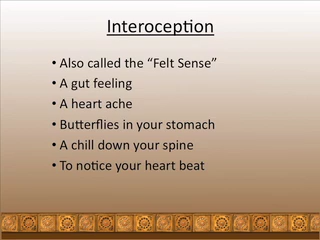 Interoception
• Also called the “Felt Sense”
• A gut feeling
• A heart ache
• Butterflies in your stomach
• A chill down your spine
• To notice your heart beat